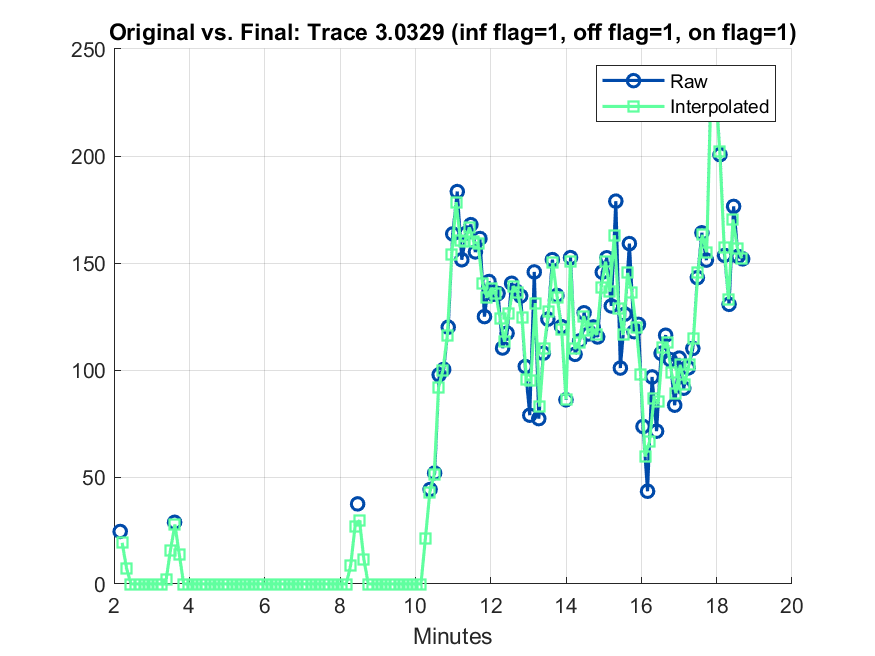 Original vs. Final: Trace 3.0329 (inf flag=1, off flag=1, on flag=1)
250
200
150
100
50
0
Raw
Interpolated
2 4 6 8 10 12 14 16 18 20
Minutes